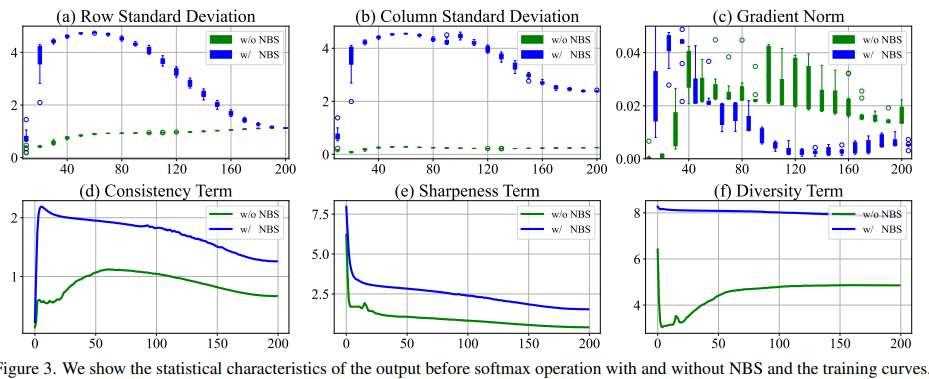 (a) Row Standard Deviation
w/o NBS
w/ NBS
4
2
0
40
80
120
160
200
(b) Column Standard Deviation
w/o NBS
w/ NBS
4
2
0
40
80
120
160
200
(c) Gradient Norm
w/o NBS
w/ NBS
0.04
0.02
0.00
40
80
120
160
200
(d) Consistency Term
w/o NBS
w/ NBS
2
1
0
50
100
150
200
(e) Sharpeness Term
w/o NBS
w/ NBS
7.5
5.0
2.5
0
50
100
150
200
(f) Diversity Term
w/o NBS
w/ NBS
8
6
4
0
50
100
150
200
igure 3. We show the statistical characteristics of the output before softmax operation with and without NBS and the training curves.